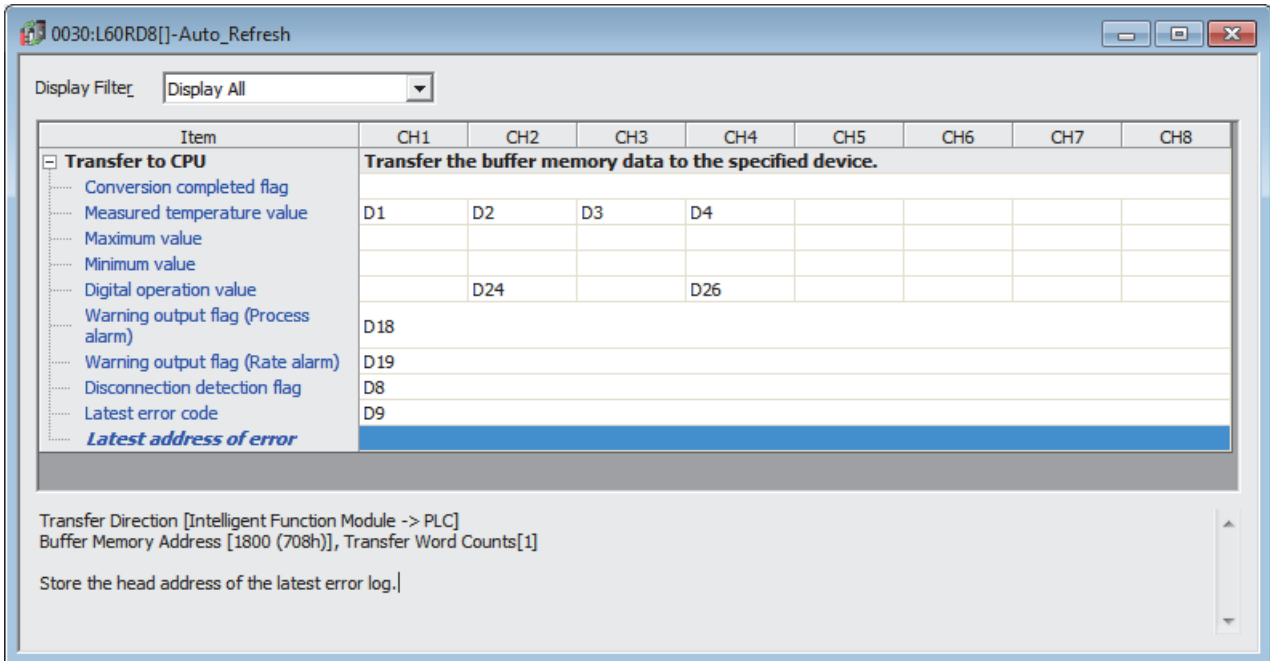 0030:L60RD8[]-Auto_Refresh
Display Filter Display All
Item CH1 CH2 CH3 CH4 CH5 CH6 CH7 CH8
Transfer to CPU Transfer the buffer memory data to the specified device.
Conversion completed flag
Measured temperature value D1 D2 D3 D4
Maximum value
Minimum value
Digital operation value D24 D26
Warning output flag (Process
alarm) D18
Warning output flag (Rate alarm) D19
Disconnection detection flag D8
Latest error code D9
Latest address of error
Transfer Direction [Intelligent Function Module -> PLC]
Buffer Memory Address [1800 (708h)], Transfer Word Counts[1]
Store the head address of the latest error log.